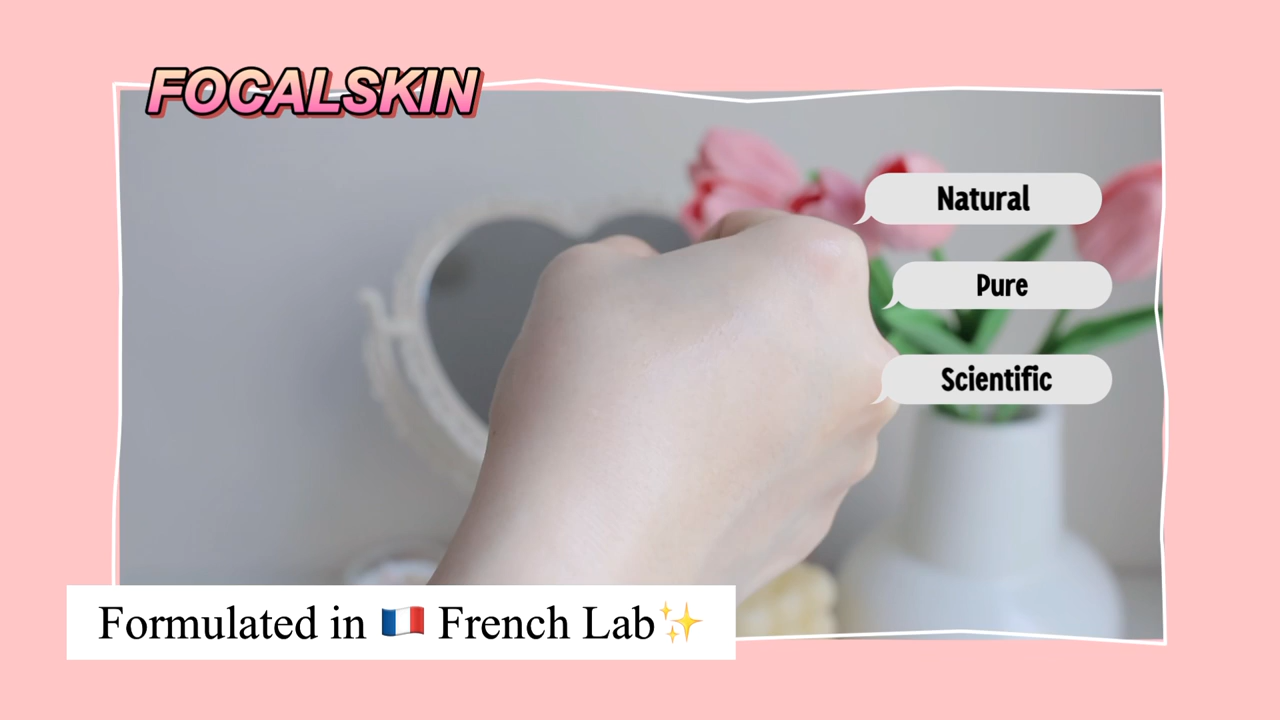 FOCALSKIN
Natural
Pure
Scientific
Formulated in 🇫🇷 French Lab✨